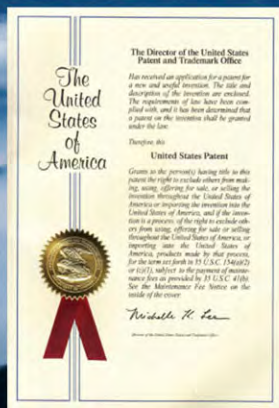 The
United
States
of
America
The Director of the United States
Patent and Trademark Office
Has received an application for a patent for
a new and useful invention. The title and
description of the invention are enclosed.
The requirements of law have been com-
plied with, and it has been determined that
a patent on the invention shall be granted
under the law.
Therefore, this
United States Patent
Grants to the person(s) having title to this
patent the right to exclude others from mak-
ing, using, offering for sale, or selling the
invention throughout the United States of
America or importing the invention into the
United States of America, and if the inven-
tion is a process, of the right to exclude oth-
ers from using, offering for sale or selling
throughout the United States of America, or
importing into the United States of
America, products made by that process,
for the term set forth in 35 U.S.C. 154(a)(2)
or (c)(1), subject to the payment of mainte-
nance fees as provided by 35 U.S.C. 41(b).
See the Maintenance Fee Notice on the
inside of the cover.
Michelle K. Lee
Director of the United States Patent and Trademark Office